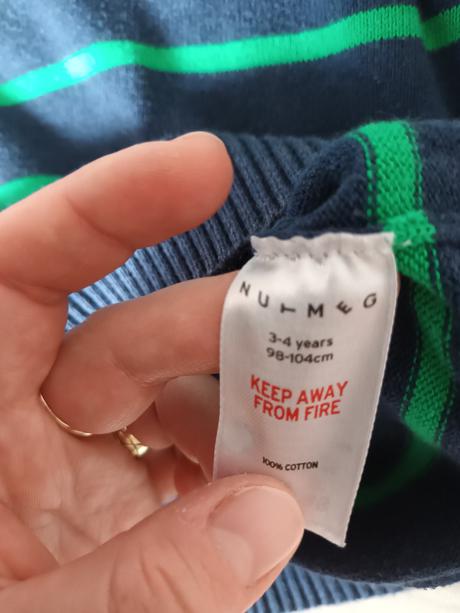 NUTMEG
3-4 years
98-104cm
KEEP AWAY
FROM FIRE
100% COTTON